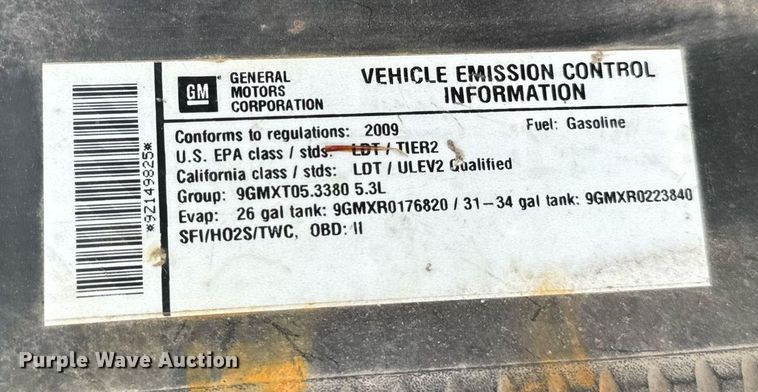 GM
GENERAL
MOTORS
CORPORATION
VEHICLE EMISSION CONTROL
INFORMATION
Conforms to regulations: 2009
Fuel: Gasoline
U.S. EPA class / stds: LDT / TIER2
California class / stds: LDT / ULEV2 Qualified
Group: 9GMXT05.3380 5.3L
Evap: 26 gal tank: 9GMXR0176820 / 31-34 gal tank: 9GMXR0223840
SFI/HO2S/TWC, OBD: II
*9Z149825*
Purple Wave Auction